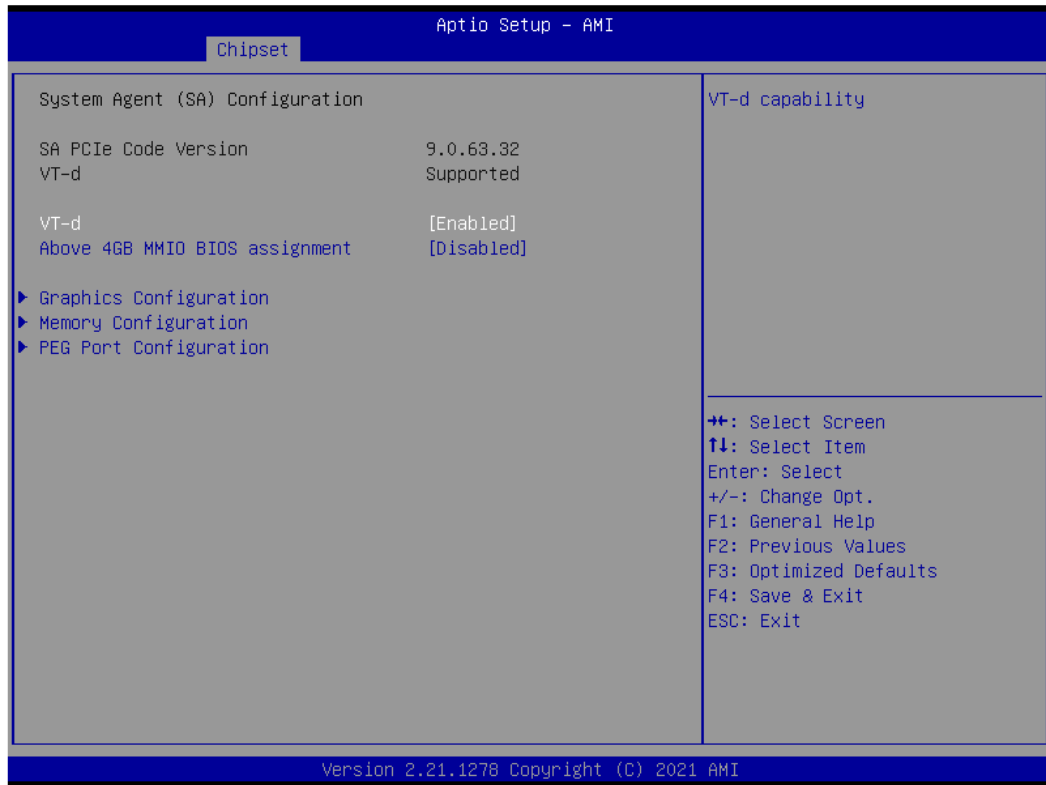 Aptio Setup – AMI
Chipset
System Agent (SA) Configuration
SA PCIe Code Version 9.0.63.32
VT-d Supported
VT-d [Enabled]
Above 4GB MMIO BIOS assignment [Disabled]
▶ Graphics Configuration
▶ Memory Configuration
▶ PEG Port Configuration
VT-d capability
→←: Select Screen
↑↓: Select Item
Enter: Select
+/-: Change Opt.
F1: General Help
F2: Previous Values
F3: Optimized Defaults
F4: Save & Exit
ESC: Exit
Version 2.21.1278 Copyright (C) 2021 AMI